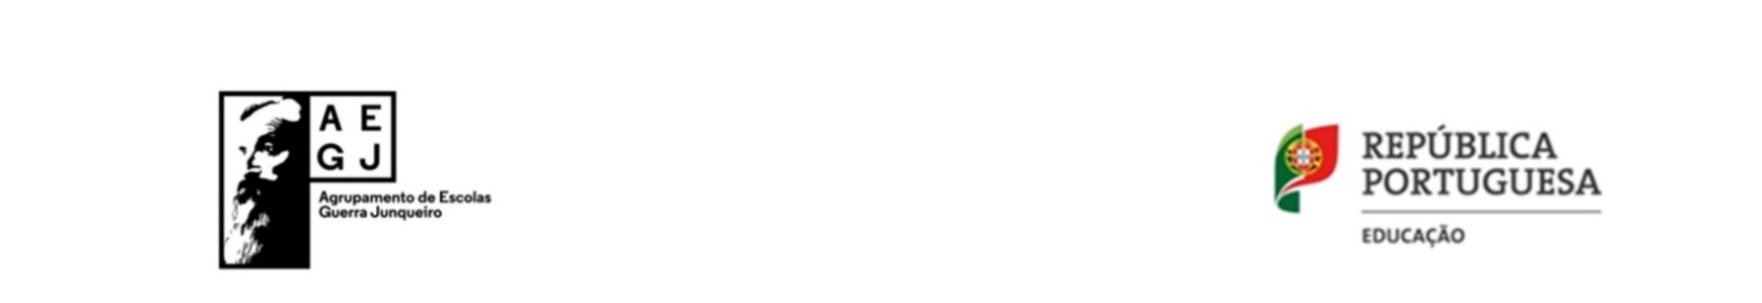 A E
G J
Agrupamento de Escolas
Guerra Junqueiro
REPÚBLICA
PORTUGUESA
EDUCAÇÃO